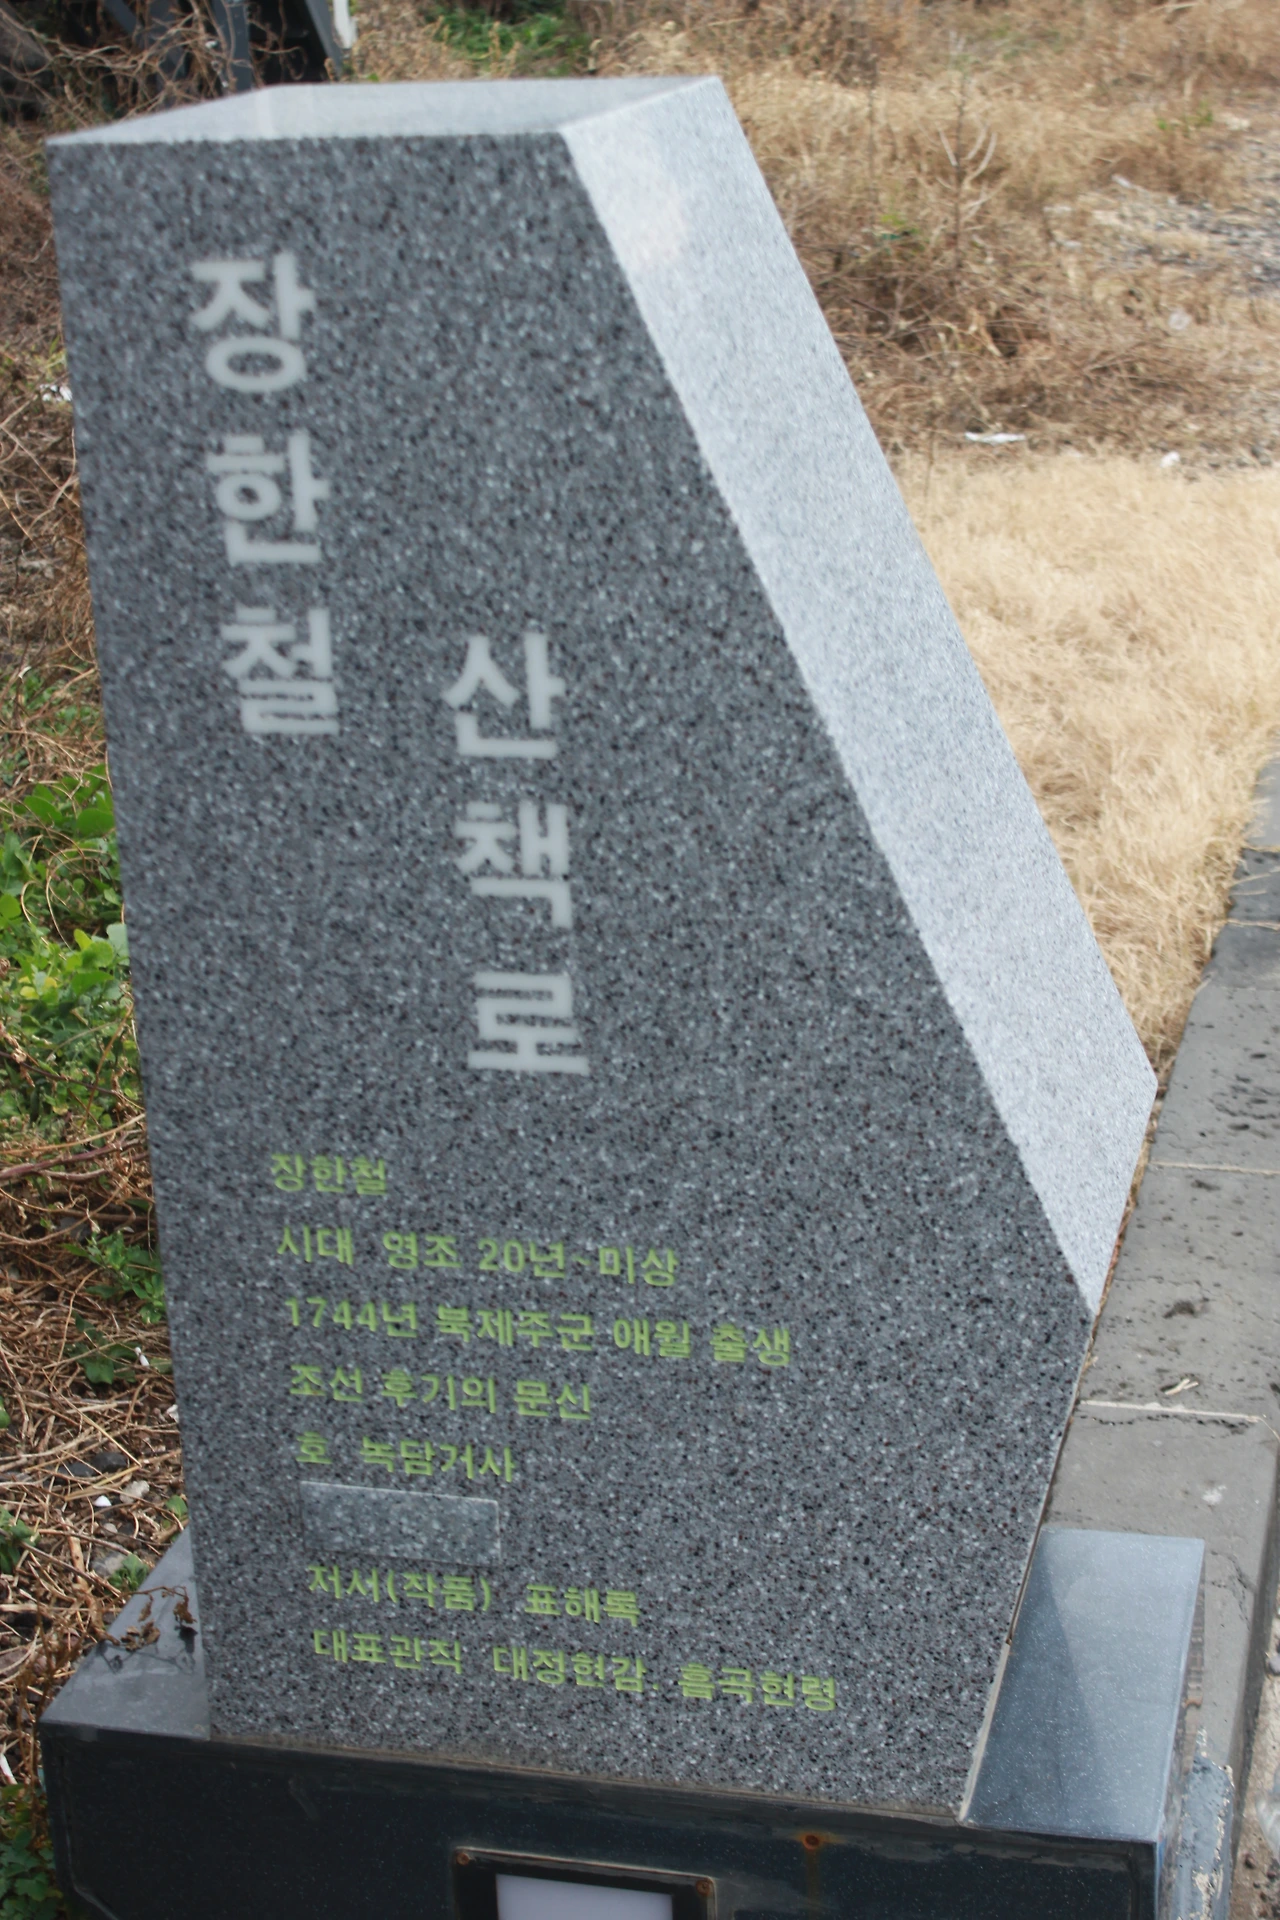 장한철
산책로
장한철
시대 영조 20년~미상
1744년 북제주군 애월 출생
조선 후기의 문신
호 녹담거사
저서(작품) 표해록
대표관직 대정현감. 흡곡현령